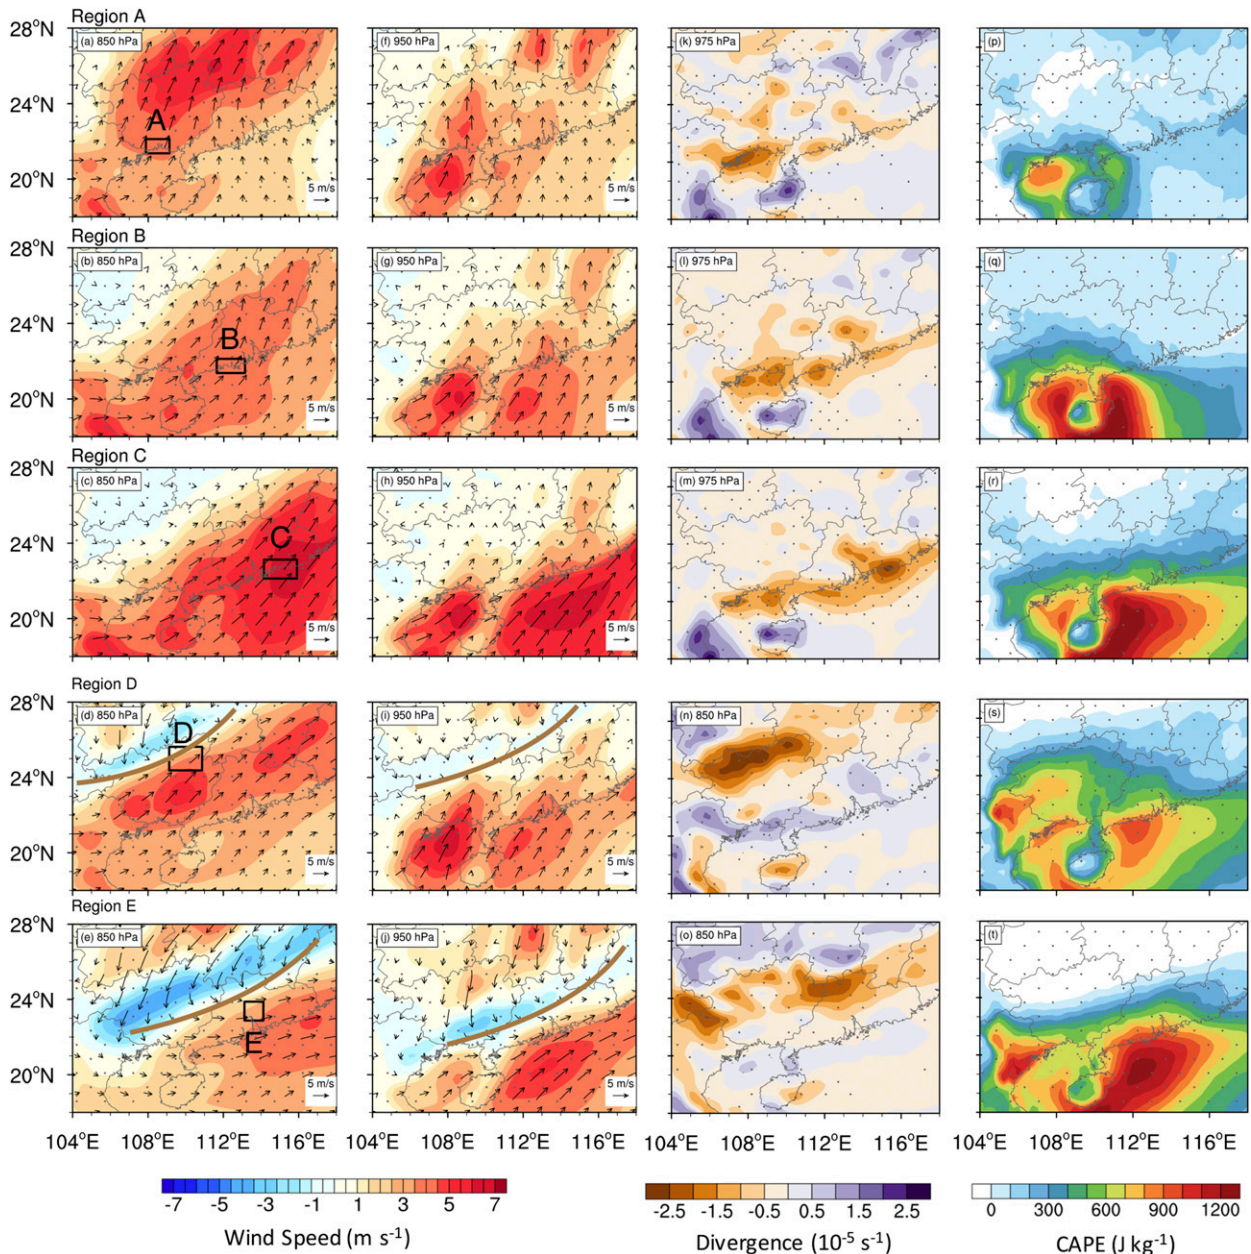 Region A
28°N
(a) 850 hPa
(f) 950 hPa
(k) 975 hPa
(p)
24°N
A
20°N
5 m/s
5 m/s
Region B
28°N
(b) 850 hPa
(g) 950 hPa
(l) 975 hPa
(q)
24°N
B
20°N
5 m/s
5 m/s
Region C
28°N
(c) 850 hPa
(h) 950 hPa
(m) 975 hPa
(r)
24°N
C
20°N
5 m/s
5 m/s
Region D
28°N
(d) 850 hPa
(i) 950 hPa
(n) 850 hPa
(s)
D
24°N
20°N
5 m/s
5 m/s
Region E
28°N
(e) 850 hPa
(j) 950 hPa
(o) 850 hPa
(t)
24°N
E
20°N
5 m/s
5 m/s
104°E 108°E 112°E 116°E 108°E 112°E 116°E 108°E 112°E 116°E 108°E 112°E 116°E
-7 -5 -3 -1 1 3 5 7
Wind Speed (m s⁻¹)
-2.5 -1.5 -0.5 0.5 1.5 2.5
Divergence (10⁻⁵ s⁻¹)
0 300 600 900 1200
CAPE (J kg⁻¹)